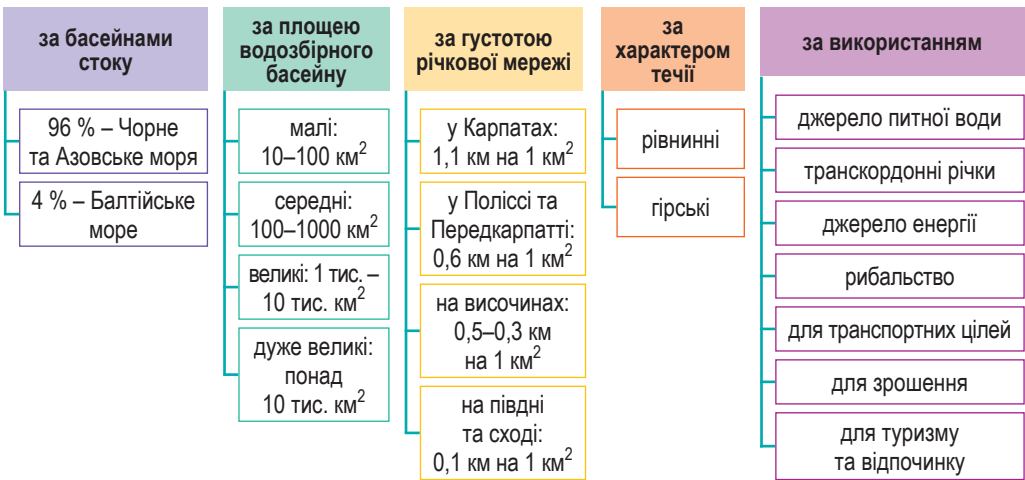 за басейнами
стоку
96 % – Чорне
та Азовське моря
4 % – Балтійське
море
за площею
водозбірного
басейну
малі:
10–100 км²
середні:
100–1000 км²
великі: 1 тис. –
10 тис. км²
дуже великі:
понад
10 тис. км²
за густотою
річкової мережі
у Карпатах:
1,1 км на 1 км²
у Поліссі та
Передкарпатті:
0,6 км на 1 км²
на височинах:
0,5–0,3 км
на 1 км²
на півдні
та сході:
0,1 км на 1 км²
за
характером
течії
рівнинні
гірські
за використанням
джерело питної води
транскордонні річки
джерело енергії
рибальство
для транспортних цілей
для зрошення
для туризму
та відпочинку